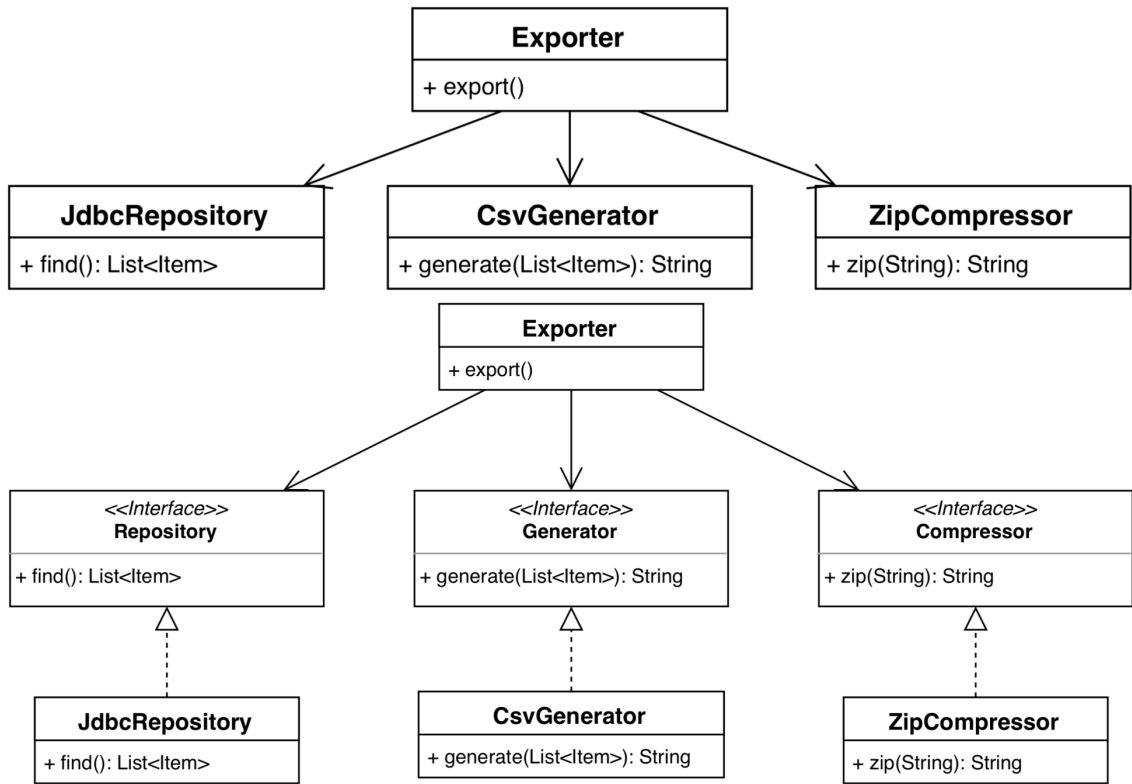 Exporter
+ export()
JdbcRepository
+ find(): List<Item>
CsvGenerator
+ generate(List<Item>): String
ZipCompressor
+ zip(String): String
Exporter
+ export()
<<Interface>>
Repository
+ find(): List<Item>
<<Interface>>
Generator
+ generate(List<Item>): String
<<Interface>>
Compressor
+ zip(String): String
JdbcRepository
+ find(): List<Item>
CsvGenerator
+ generate(List<Item>): String
ZipCompressor
+ zip(String): String